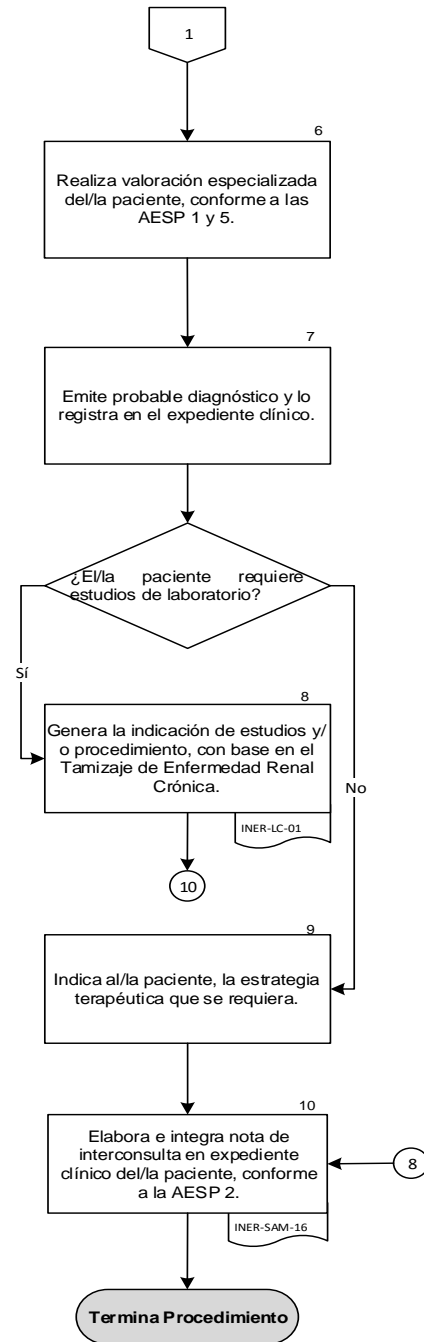 1
6
Realiza valoración especializada
del/la paciente, conforme a las
AESP 1 y 5.
7
Emite probable diagnóstico y lo
registra en el expediente clínico.
¿El/la paciente requiere
estudios de laboratorio?
Sí
No
8
Genera la indicación de estudios y/
o procedimiento, con base en el
Tamizaje de Enfermedad Renal
Crónica.
INER-LC-01
10
9
Indica al/la paciente, la estrategia
terapéutica que se requiera.
10
Elabora e integra nota de
interconsulta en expediente
clínico del/la paciente, conforme
a la AESP 2.
8
INER-SAM-16
Termina Procedimiento